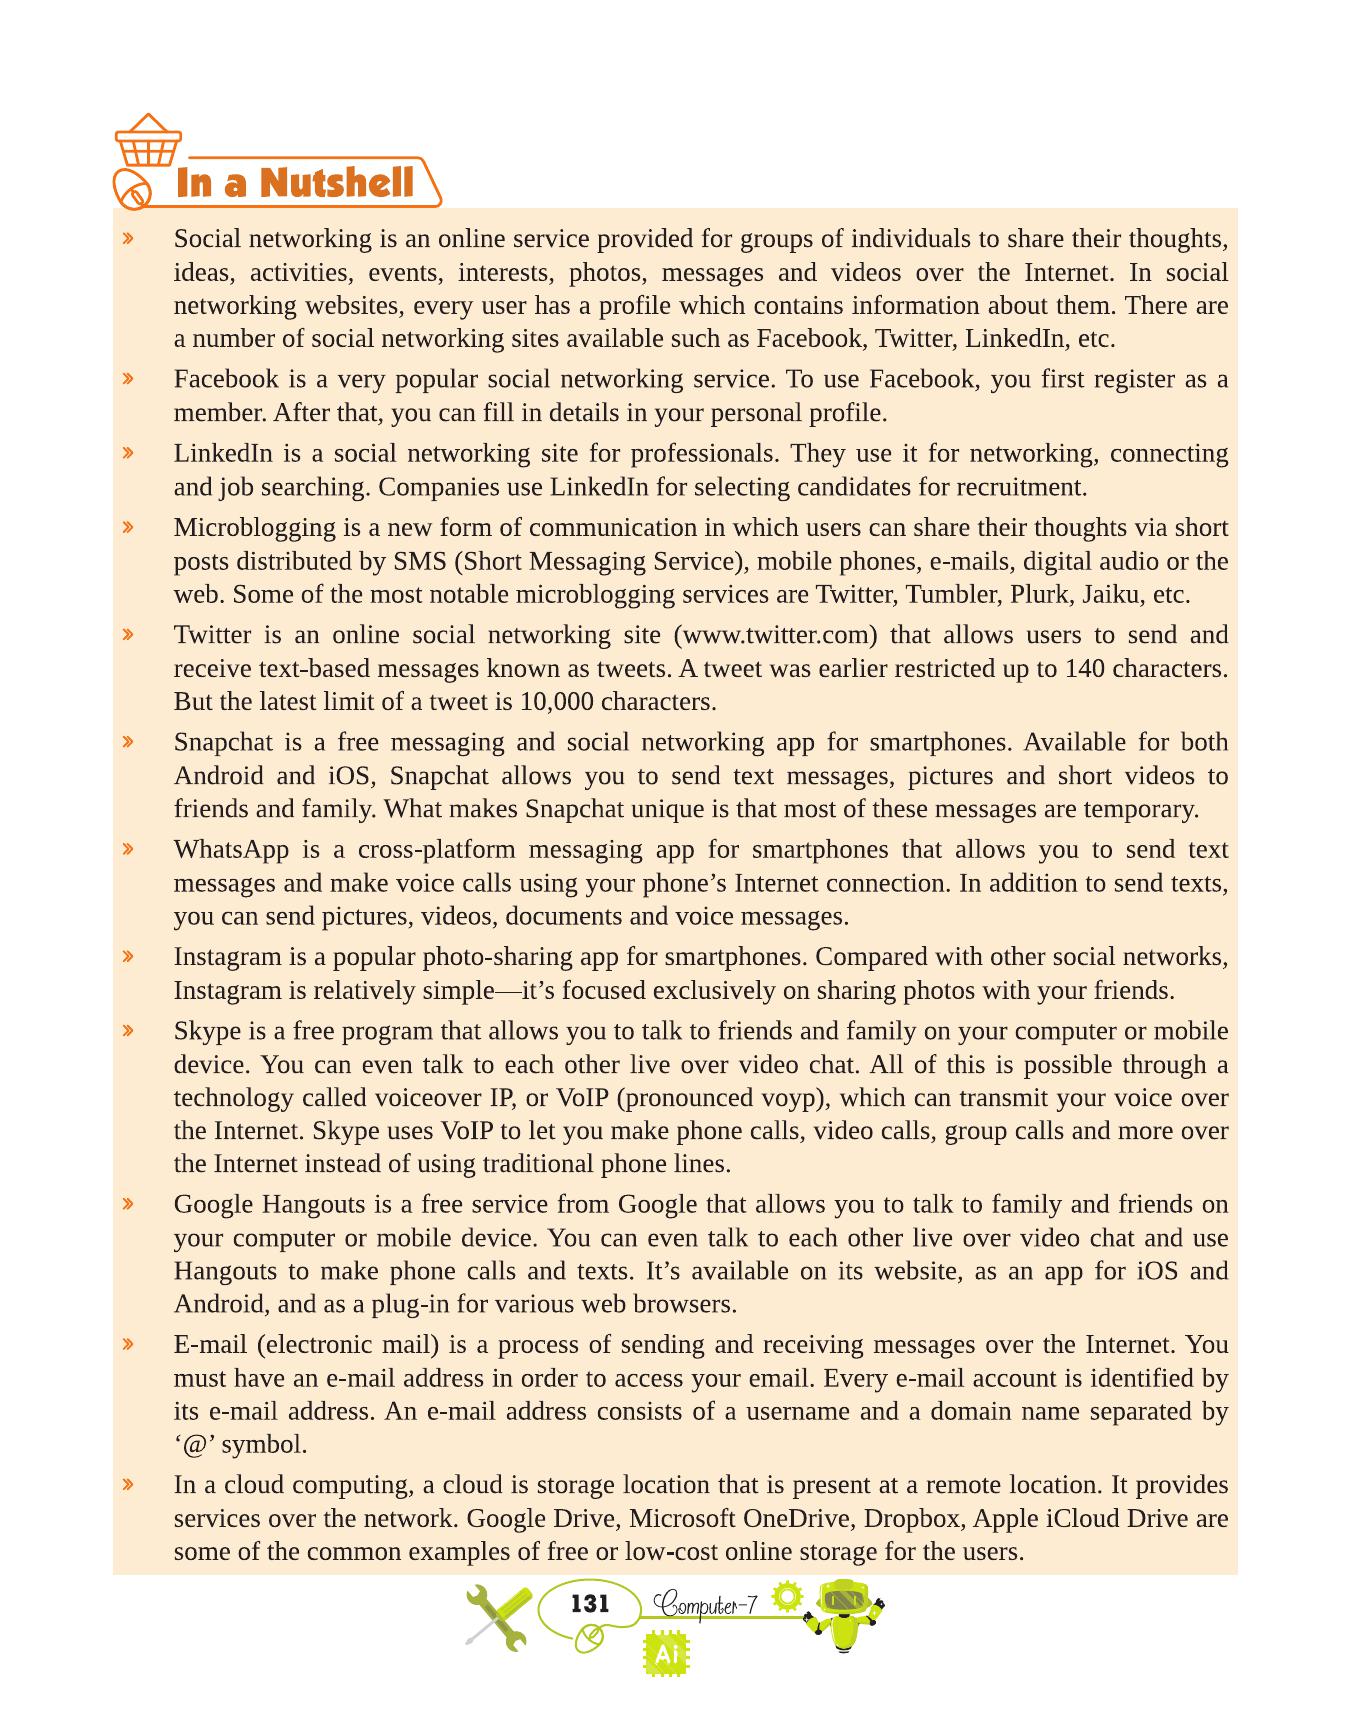 In a Nutshell
» Social networking is an online service provided for groups of individuals to share their thoughts,
ideas, activities, events, interests, photos, messages and videos over the Internet. In social
networking websites, every user has a profile which contains information about them. There are
a number of social networking sites available such as Facebook, Twitter, LinkedIn, etc.
» Facebook is a very popular social networking service. To use Facebook, you first register as a
member. After that, you can fill in details in your personal profile.
» LinkedIn is a social networking site for professionals. They use it for networking, connecting
and job searching. Companies use LinkedIn for selecting candidates for recruitment.
» Microblogging is a new form of communication in which users can share their thoughts via short
posts distributed by SMS (Short Messaging Service), mobile phones, e-mails, digital audio or the
web. Some of the most notable microblogging services are Twitter, Tumbler, Plurk, Jaiku, etc.
» Twitter is an online social networking site (www.twitter.com) that allows users to send and
receive text-based messages known as tweets. A tweet was earlier restricted up to 140 characters.
But the latest limit of a tweet is 10,000 characters.
» Snapchat is a free messaging and social networking app for smartphones. Available for both
Android and iOS, Snapchat allows you to send text messages, pictures and short videos to
friends and family. What makes Snapchat unique is that most of these messages are temporary.
» WhatsApp is a cross-platform messaging app for smartphones that allows you to send text
messages and make voice calls using your phone’s Internet connection. In addition to send texts,
you can send pictures, videos, documents and voice messages.
» Instagram is a popular photo-sharing app for smartphones. Compared with other social networks,
Instagram is relatively simple—it’s focused exclusively on sharing photos with your friends.
» Skype is a free program that allows you to talk to friends and family on your computer or mobile
device. You can even talk to each other live over video chat. All of this is possible through a
technology called voiceover IP, or VoIP (pronounced voyp), which can transmit your voice over
the Internet. Skype uses VoIP to let you make phone calls, video calls, group calls and more over
the Internet instead of using traditional phone lines.
» Google Hangouts is a free service from Google that allows you to talk to family and friends on
your computer or mobile device. You can even talk to each other live over video chat and use
Hangouts to make phone calls and texts. It’s available on its website, as an app for iOS and
Android, and as a plug-in for various web browsers.
» E-mail (electronic mail) is a process of sending and receiving messages over the Internet. You
must have an e-mail address in order to access your email. Every e-mail account is identified by
its e-mail address. An e-mail address consists of a username and a domain name separated by
‘@’ symbol.
» In a cloud computing, a cloud is storage location that is present at a remote location. It provides
services over the network. Google Drive, Microsoft OneDrive, Dropbox, Apple iCloud Drive are
some of the common examples of free or low-cost online storage for the users.
131 Computer-7
Ai